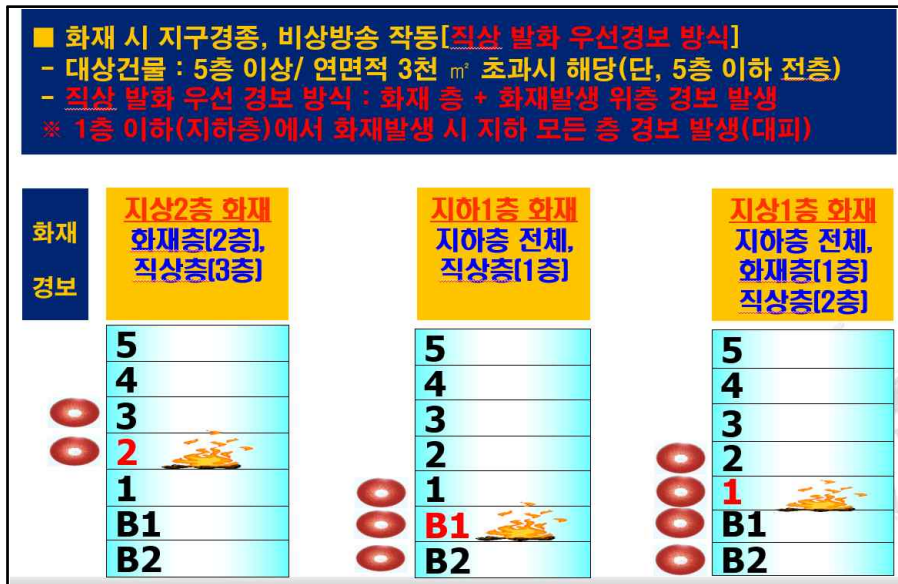 ■ 화재 시 지구경종, 비상방송 작동[직상 발화 우선경보 방식]
- 대상건물 : 5층 이상/ 연면적 3천 ㎡ 초과시 해당(단, 5층 이하 전층)
- 직상 발화 우선 경보 방식 : 화재 층 + 화재발생 위층 경보 발생
※ 1층 이하(지하층)에서 화재발생 시 지하 모든 층 경보 발생(대피)
화재
경보
지상2층 화재
화재층(2층),
직상층(3층)
지하1층 화재
지하층 전체,
직상층(1층)
지상1층 화재
지하층 전체,
화재층(1층)
직상층(2층)
5
4
3
2
1
B1
B2
5
4
3
2
1
B1
B2
5
4
3
2
1
B1
B2